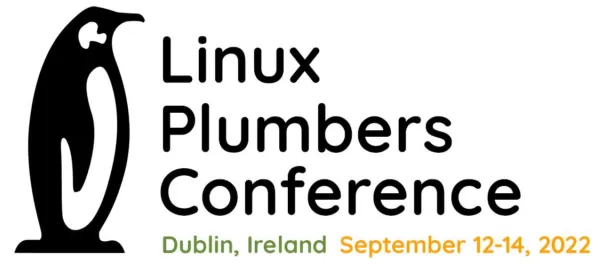 Linux
Plumbers
Conference
Dublin, Ireland September 12-14, 2022